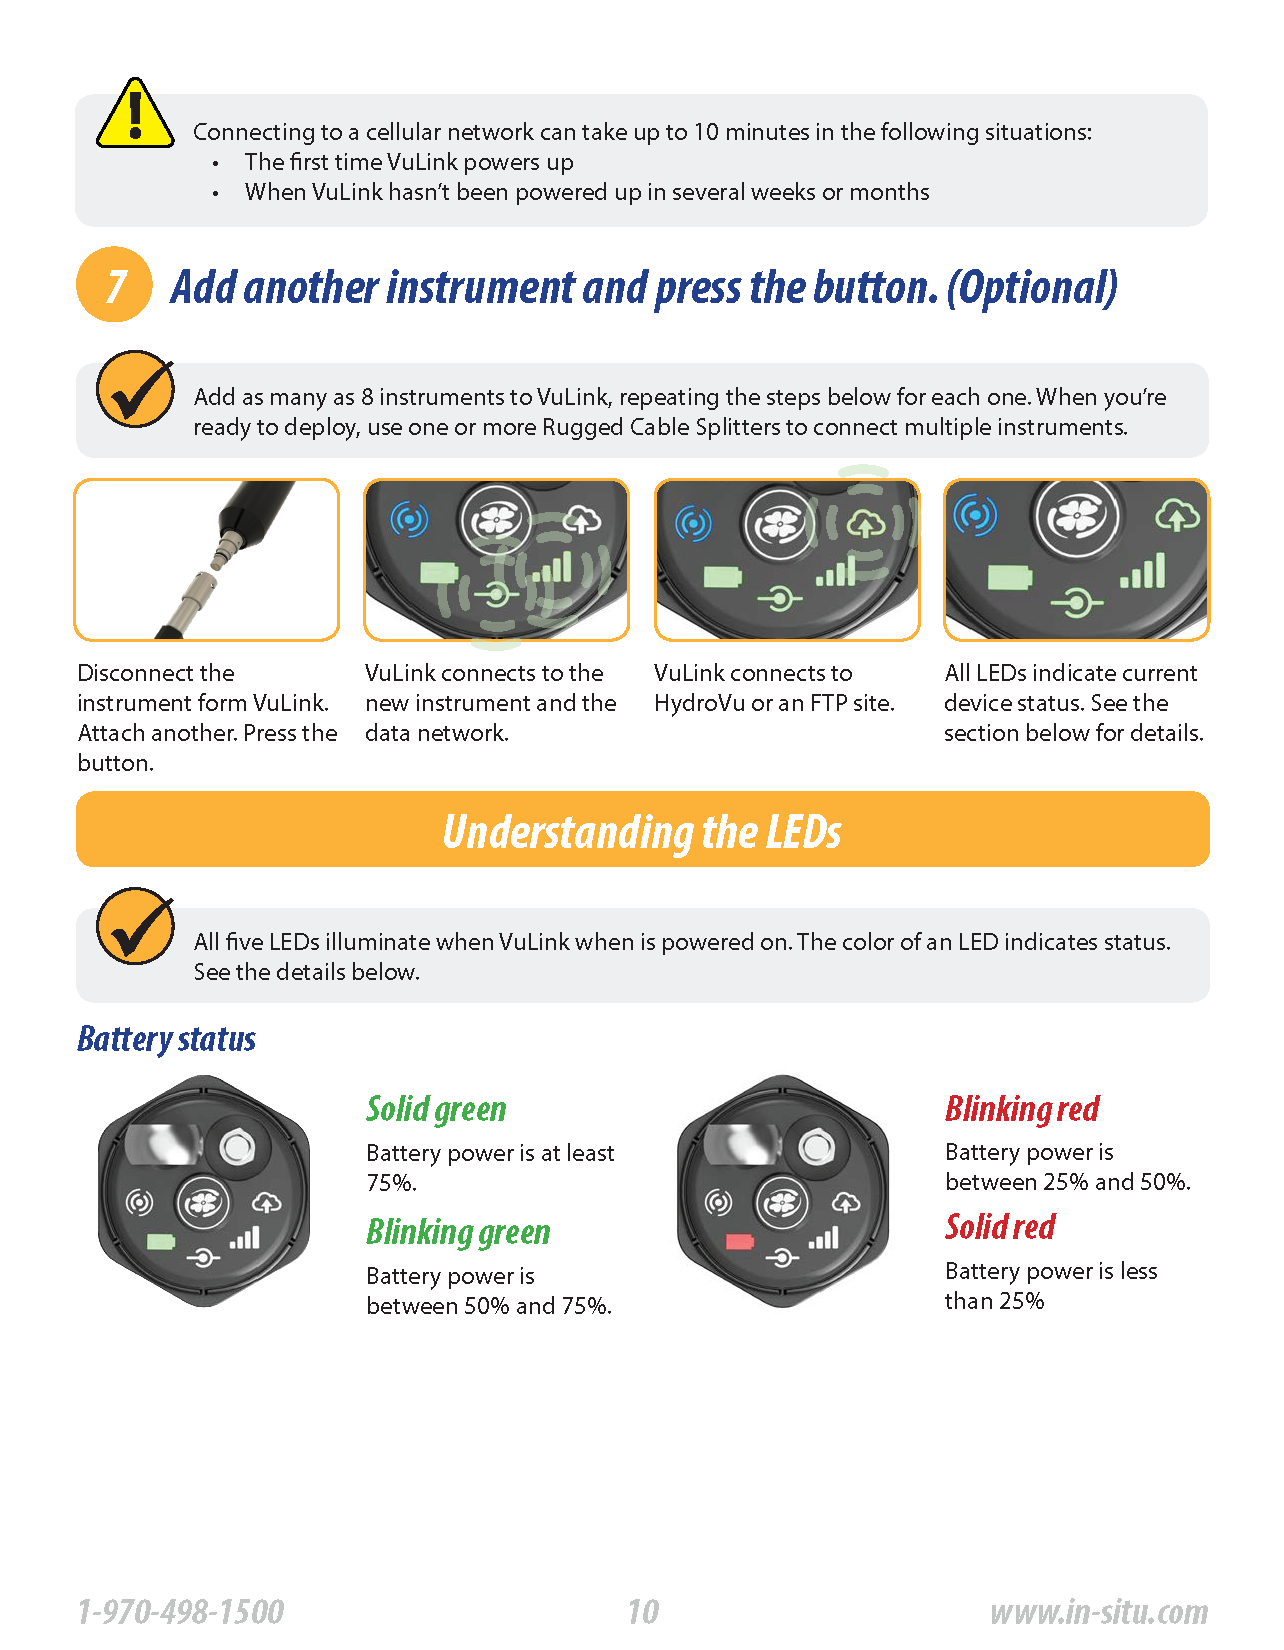 Connecting to a cellular network can take up to 10 minutes in the following situations:
• The first time VuLink powers up
• When VuLink hasn't been powered up in several weeks or months
7 Add another instrument and press the button. (Optional)
Add as many as 8 instruments to VuLink, repeating the steps below for each one. When you're
ready to deploy, use one or more Rugged Cable Splitters to connect multiple instruments.
Disconnect the
instrument form VuLink.
Attach another. Press the
button.
VuLink connects to the
new instrument and the
data network.
VuLink connects to
HydroVu or an FTP site.
All LEDs indicate current
device status. See the
section below for details.
Understanding the LEDs
All five LEDs illuminate when VuLink when is powered on. The color of an LED indicates status.
See the details below.
Battery status
Solid green
Battery power is at least
75%.
Blinking green
Battery power is
between 50% and 75%.
Blinking red
Battery power is
between 25% and 50%.
Solid red
Battery power is less
than 25%
1-970-498-1500
10
www.in-situ.com